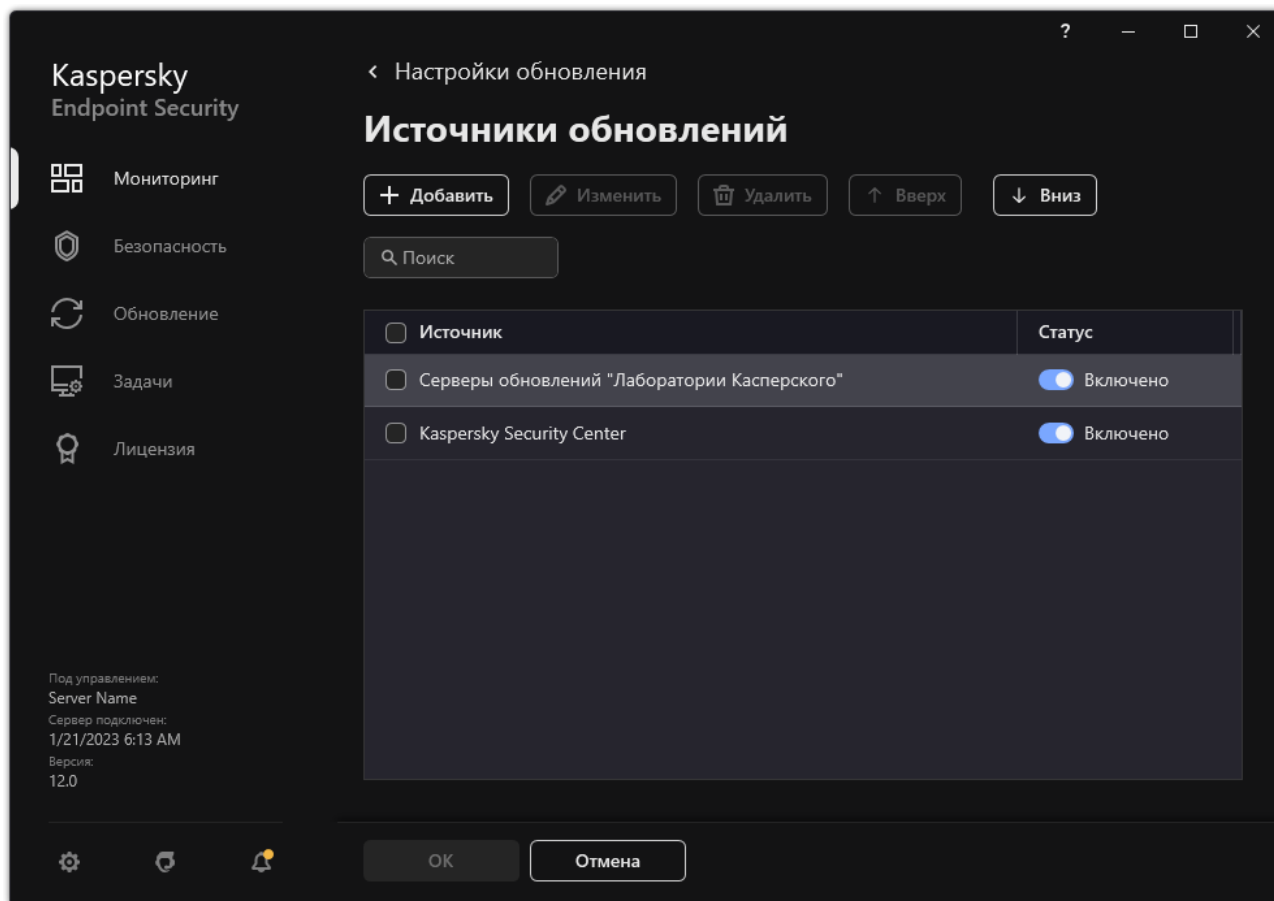 ?
Kaspersky
Endpoint Security
Мониторинг
Безопасность
Обновление
Задачи
Лицензия
Под управлением:
Server Name
Сервер подключен:
1/21/2023 6:13 AM
Версия:
12.0
Настройки обновления
Источники обновлений
Добавить Изменить Удалить Вверх Вниз
Поиск
Источник Статус
Серверы обновлений "Лаборатории Касперского" Включено
Kaspersky Security Center Включено
ОК Отмена